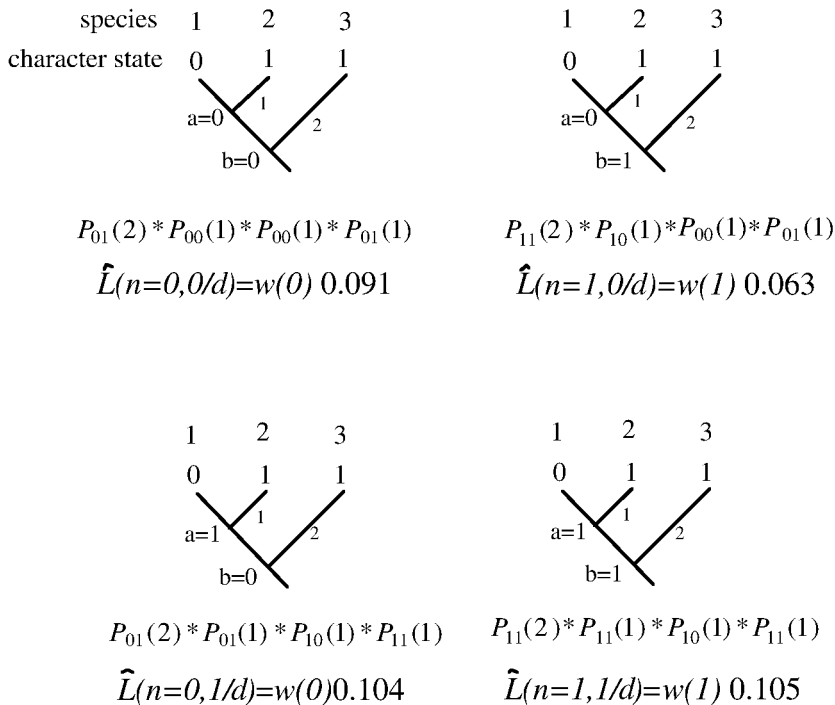 species 1 2 3 1 2 3
character state 0 1 1 0 1 1
a=0 1 2 a=0 1 2
b=0 b=1
P₀₁(2)*P₀₀(1)*P₀₀(1)*P₀₁(1) P₁₁(2)*P₁₀(1)*P₀₀(1)*P₀₁(1)
L̂(n=0,0/d)=w(0) 0.091 L̂(n=1,0/d)=w(1) 0.063
1 2 3 1 2 3
0 1 1 0 1 1
a=1 1 2 a=1 1 2
b=0 b=1
P₀₁(2)*P₀₁(1)*P₁₀(1)*P₁₁(1) P₁₁(2)*P₁₁(1)*P₁₀(1)*P₁₁(1)
L̂(n=0,1/d)=w(0)0.104 L̂(n=1,1/d)=w(1) 0.105